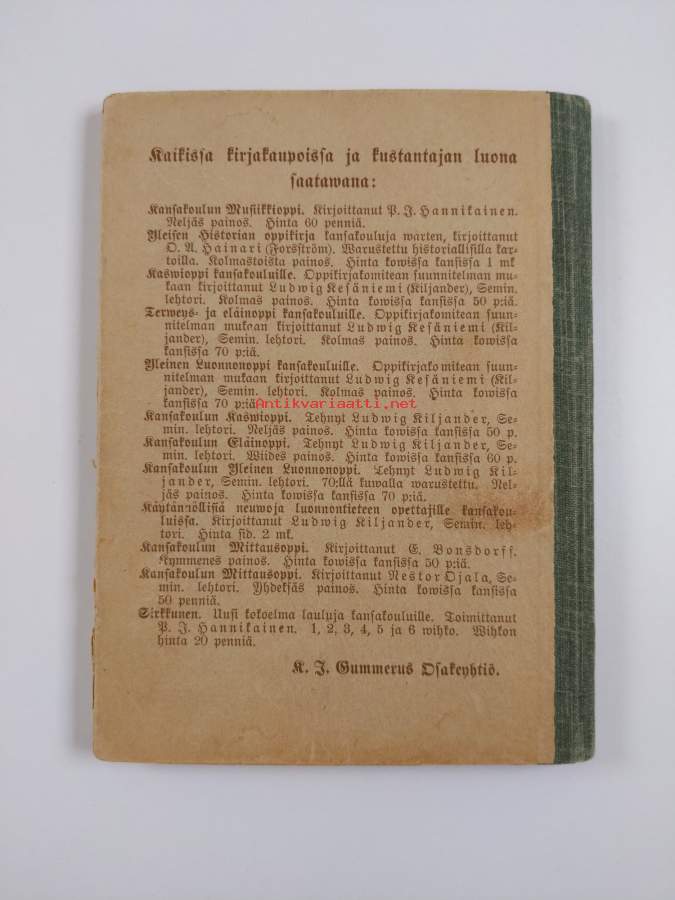 Kaikissa kirjakaupoissa ja kustantajan luona
saatawana:
Kansakoulun Musiikkioppi. Kirjoittanut P. J. Hannikainen.
Neljäs painos. Hinta 60 penniä.
Yleisen Historian oppikirja kansakouluja warten, kirjoittanut
O. A. Hainari (Forsström). Warustettu historiallisilla kar-
toilla. Kolmastoista painos. Hinta kowissa kansissa 1 mk
Kaswioppi kansakouluille. Oppikirjakomitean suunnitelman mu-
kaan kirjoittanut Ludwig Kesäniemi (Kiljander), Semin.
lehtori. Kolmas painos. Hinta kowissa kansissa 50 p:iä.
Terweys- ja eläinoppi kansakouluille. Oppikirjakomitean suun-
nitelman mukaan kirjoittanut Ludwig Kesäniemi (Kil-
jander), Semin. lehtori. Kolmas painos. Hinta kowissa
kansissa 70 p:iä.
Yleinen Luonnonoppi kansakouluille. Oppikirjakomitean suun-
nitelman mukaan kirjoittanut Ludwig Kesäniemi (Kil-
jander), Semin. lehtori. Kolmas painos. Hinta kowissa
kansissa 70 p:iä.
Antikvariaatti.net
Kansakoulun Kaswioppi. Tehnyt Ludwig Kiljander, Se-
min. lehtori. Neljäs painos. Hinta kowissa kansissa 50 p.
Kansakoulun Eläinoppi. Tehnyt Ludwig Kiljander, Se-
min. lehtori. Wiides painos. Hinta kowissa kansissa 60 p.
Kansakoulun Yleinen Luonnonoppi. Tehnyt Ludwig Kil-
jander, Semin. lehtori. 70:llä kuwalla warustettu. Nel-
jäs painos. Hinta kowissa kansissa 70 p:iä.
Käytännöllisiä neuwoja luonnontieteen opettajille kansakou-
luissa. Kirjoittanut Ludwig Kiljander, Semin. leh-
tori. Hinta sid. 2 mk.
Kansakoulun Mittausoppi. Kirjoittanut E. Bonsdorff.
Kymmenes painos. Hinta kowissa kansissa 50 p:iä.
Kansakoulun Mittausoppi. Kirjoittanut Nestor Ojala, Se-
min. lehtori. Yhdeksäs painos. Hinta kowissa kansissa
50 penniä.
Sirkkunen. Uusi kokoelma lauluja kansakouluille. Toimittanut
P. J. Hannikainen. 1, 2, 3, 4, 5 ja 6 wihko. Wihkon
hinta 20 penniä.
K. J. Gummerus Osakeyhtiö.